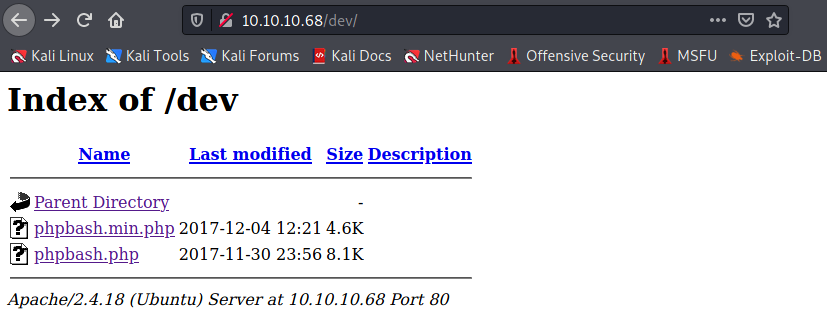 10.10.10.68/dev/
Kali Linux Kali Tools Kali Forums Kali Docs NetHunter Offensive Security MSFU Exploit-DB
Index of /dev
Name Last modified Size Description
Parent Directory -
phpbash.min.php 2017-12-04 12:21 4.6K
phpbash.php 2017-11-30 23:56 8.1K
Apache/2.4.18 (Ubuntu) Server at 10.10.10.68 Port 80